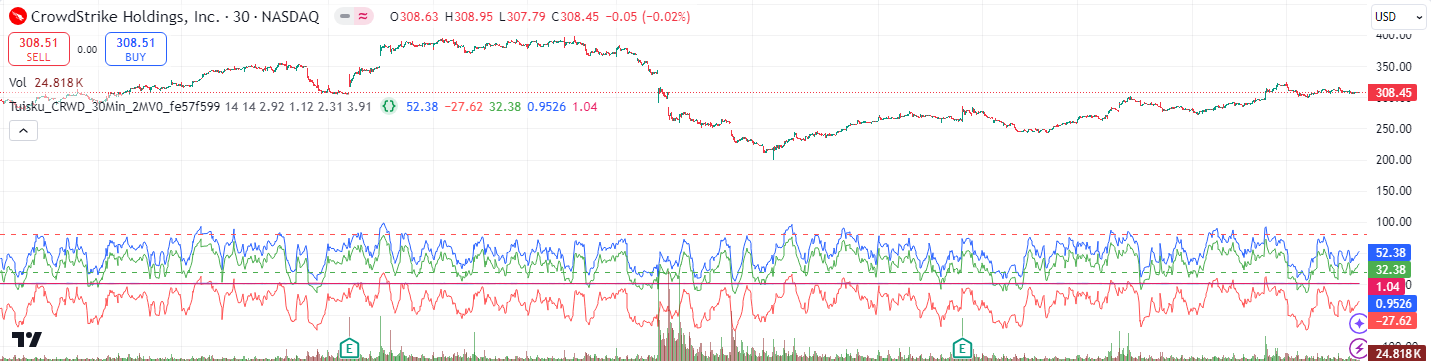 CrowdStrike Holdings, Inc. · 30 · NASDAQ O308.63 H308.95 L307.79 C308.45 −0.05 (−0.02%)
USD
400.00
308.51 SELL
0.00
308.51 BUY
350.00
Vol 24.818K
308.45
Tuisku_CRWD_30Min_2MV0_fe57f599 14 14 2.92 1.12 2.31 3.91 {} 52.38 −27.62 32.38 0.9526 1.04
250.00
200.00
150.00
100.00
52.38
32.38
1.04
0.9526
−27.62
E
E
24.818K